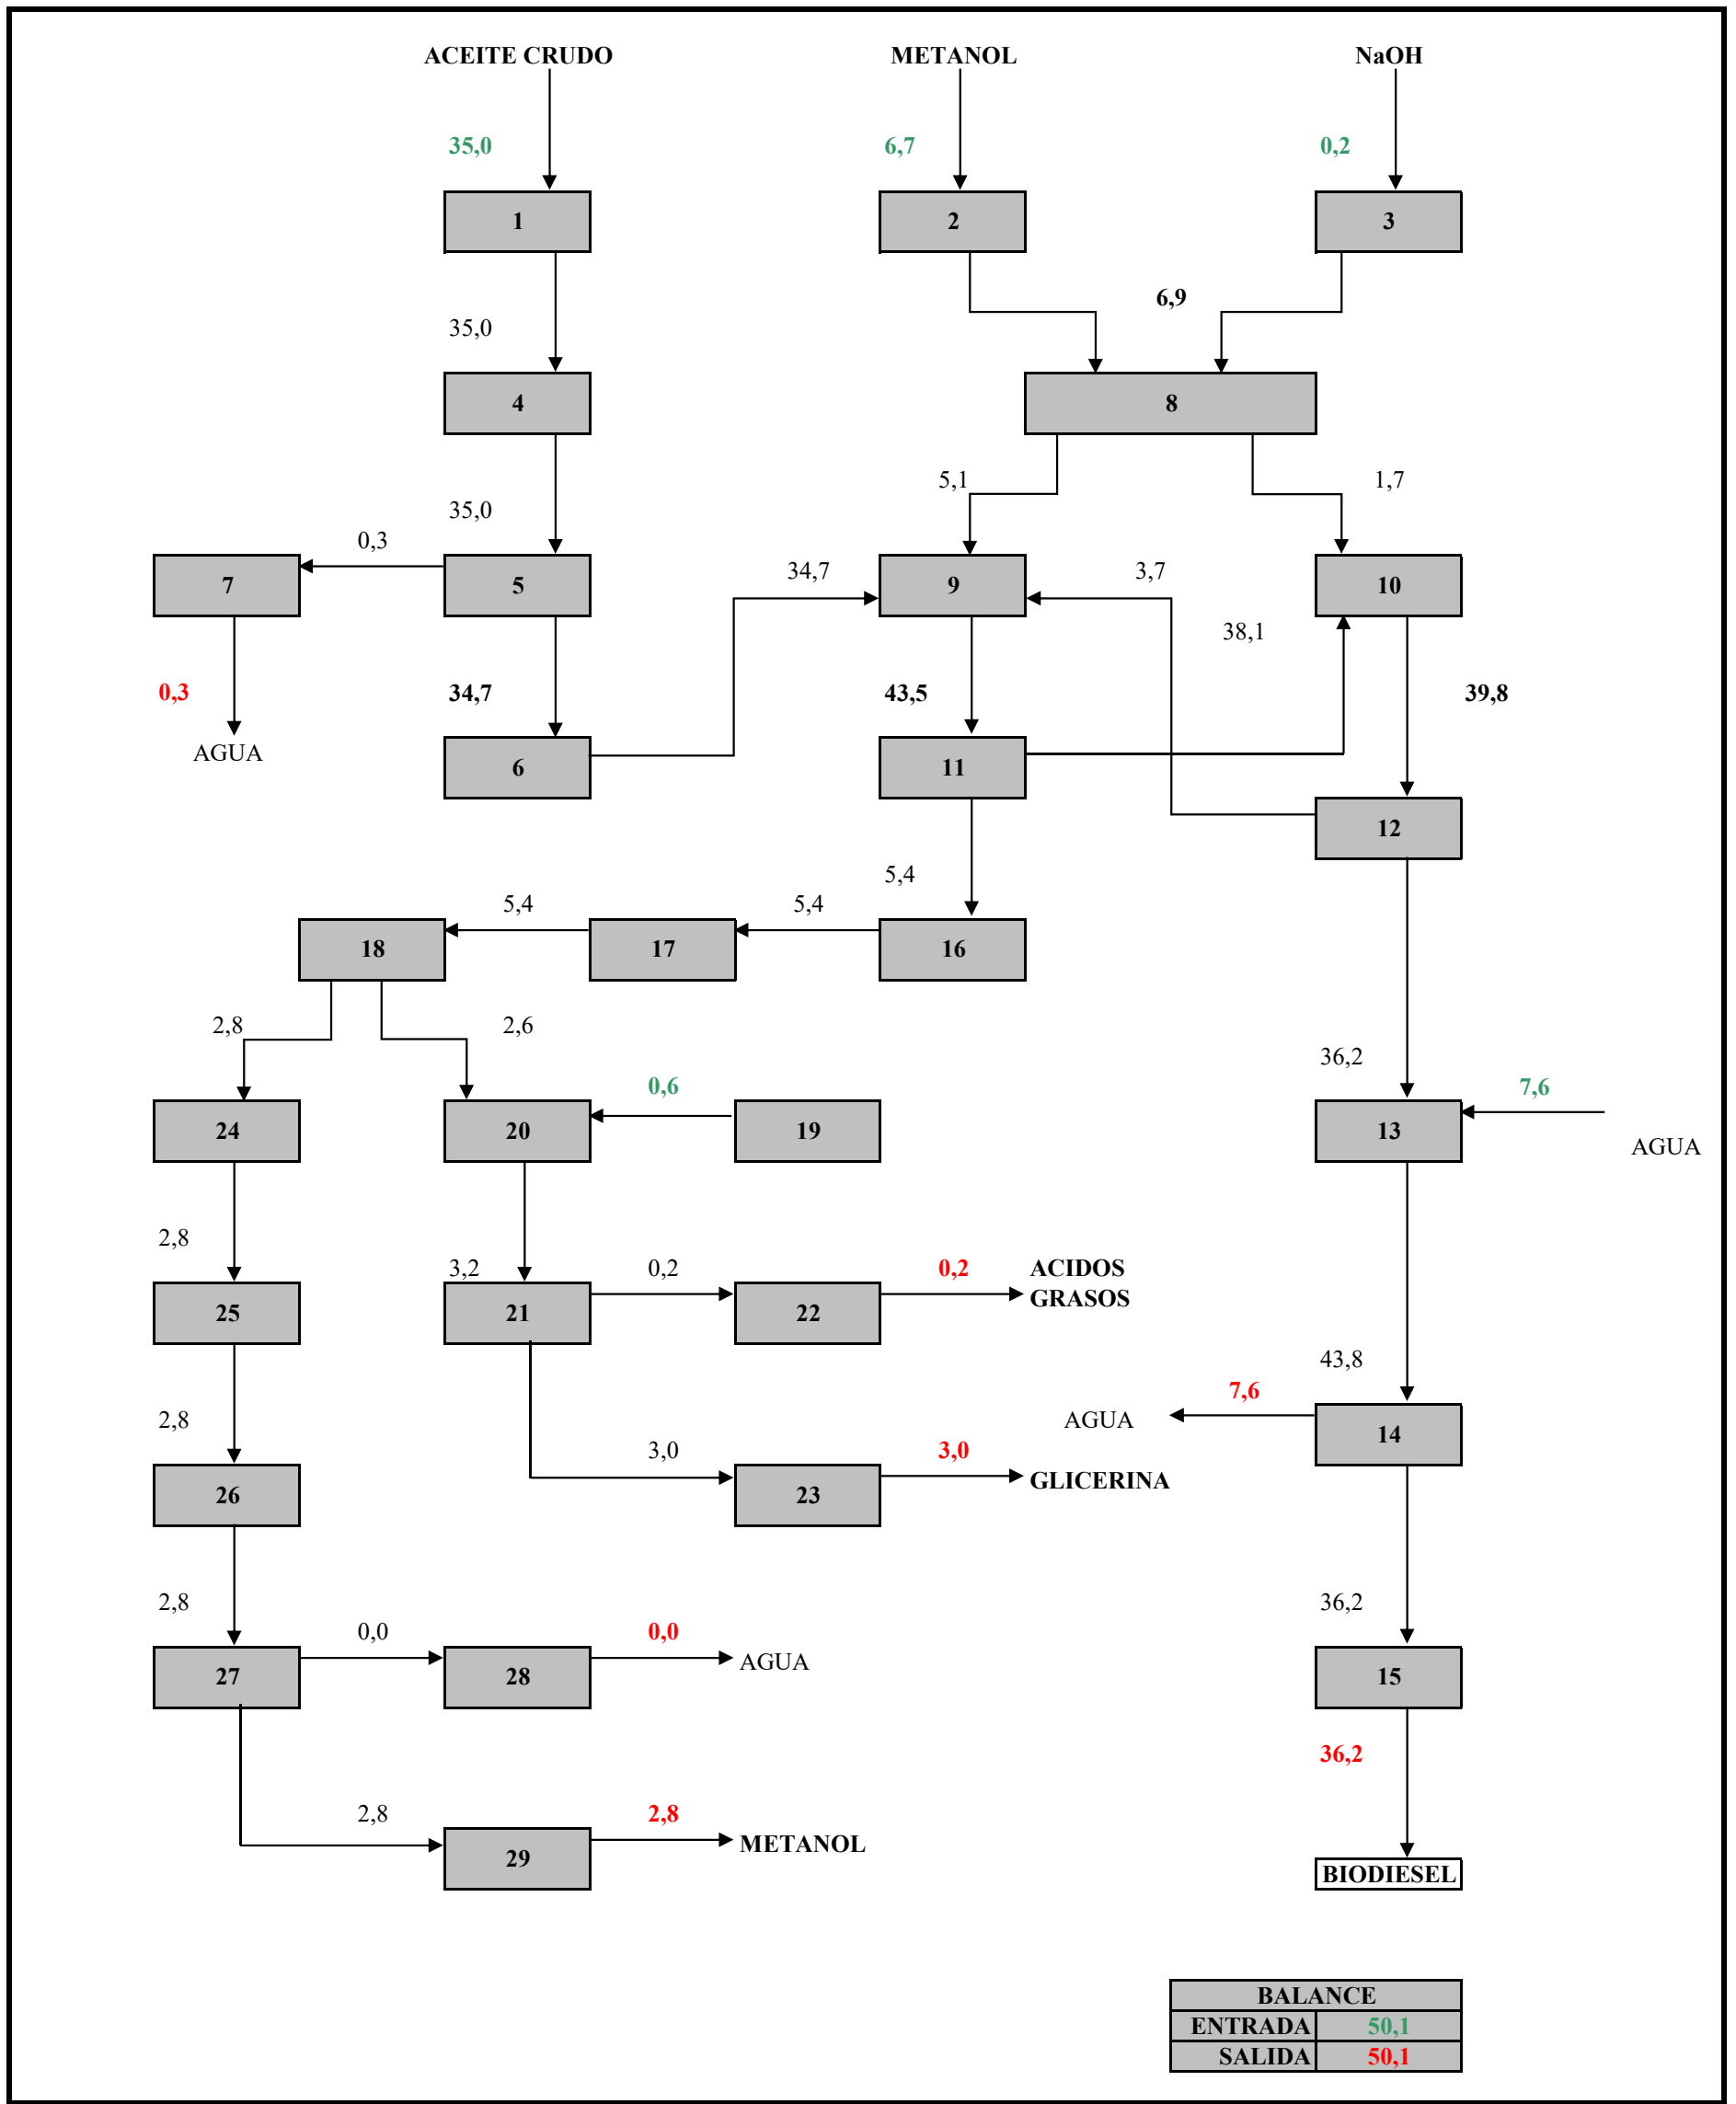 ACEITE CRUDO METANOL NaOH
35,0 6,7 0,2
1 2 3
6,9
35,0
4 8
5,1 1,7
35,0
0,3
7 5 34,7 9 3,7 10
38,1
0,3 34,7 43,5 39,8
AGUA
6 11
12
5,4
5,4 5,4
18 17 16
2,8 2,6
36,2
0,6 7,6
24 20 19 13
AGUA
2,8 3,2 0,2 0,2 ACIDOS
GRASOS
25 21 22
43,8
7,6
2,8 AGUA 14
3,0 3,0
GLICERINA
26 23
2,8 36,2
0,0 0,0
AGUA
27 28 15
36,2
2,8 2,8
METANOL
29 BIODIESEL
BALANCE
ENTRADA 50,1
SALIDA 50,1